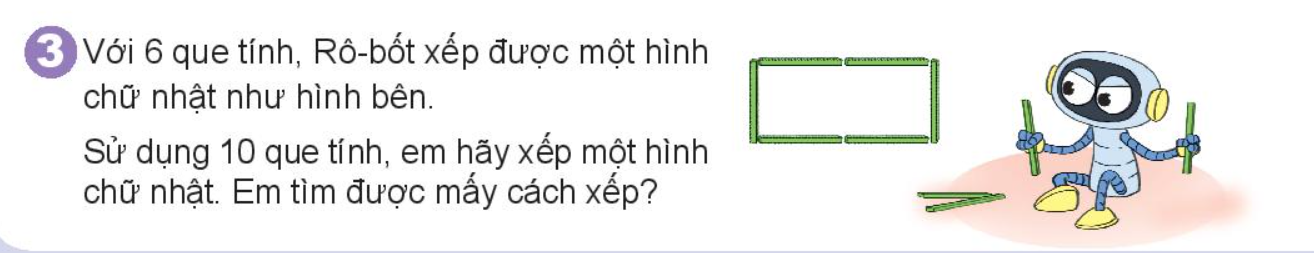 3 Với 6 que tính, Rô-bốt xếp được một hình
chữ nhật như hình bên.
Sử dụng 10 que tính, em hãy xếp một hình
chữ nhật. Em tìm được mấy cách xếp?